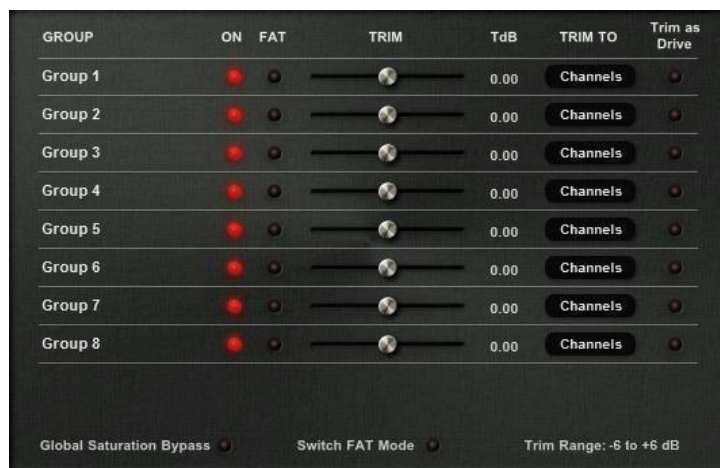 GROUP ON FAT TRIM TdB TRIM TO Trim as Drive
Group 1 0.00 Channels
Group 2 0.00 Channels
Group 3 0.00 Channels
Group 4 0.00 Channels
Group 5 0.00 Channels
Group 6 0.00 Channels
Group 7 0.00 Channels
Group 8 0.00 Channels
Global Saturation Bypass Switch FAT Mode Trim Range: -6 to +6 dB